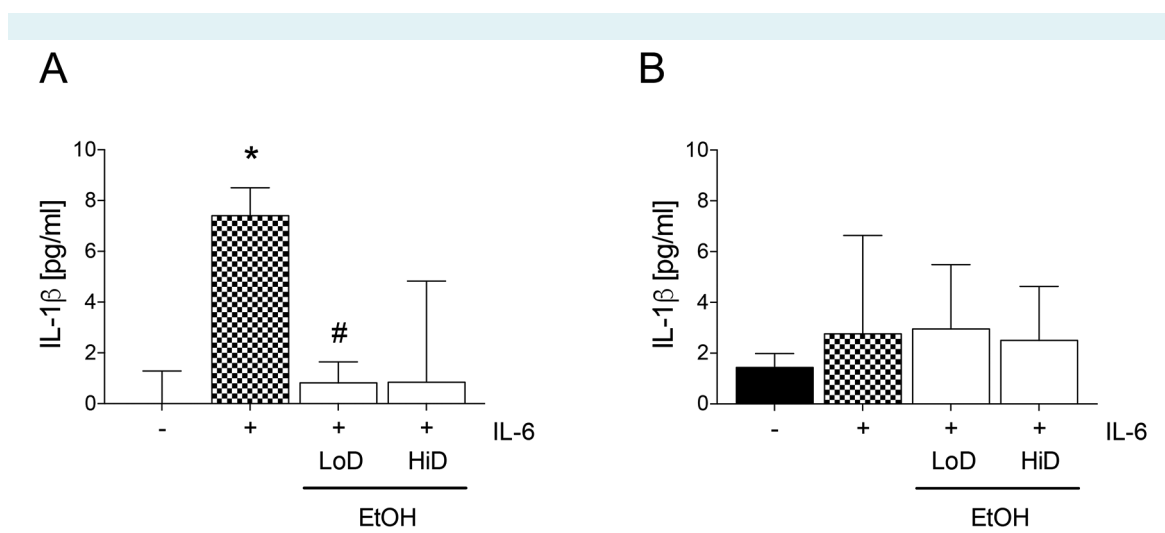 A
IL-1β [pg/ml]
10
8
6
4
2
0
*
#
- + + + IL-6
LoD HiD
EtOH
B
IL-1β [pg/ml]
10
8
6
4
2
0
- + + + IL-6
LoD HiD
EtOH